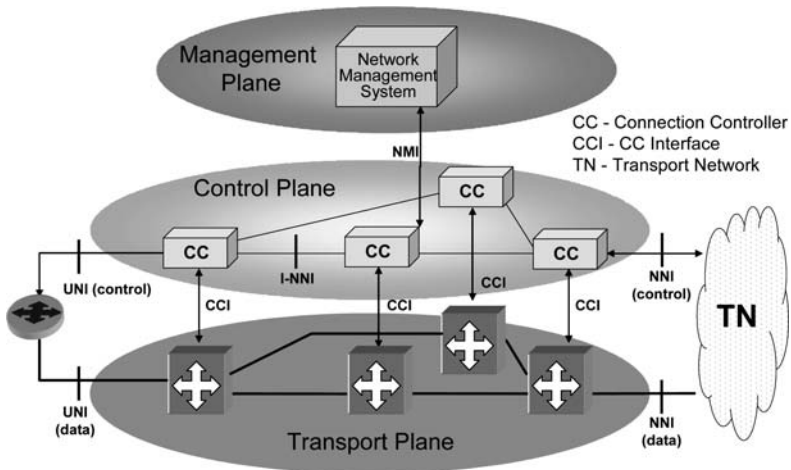 Management
Plane
Network
Management
System
CC - Connection Controller
CCI - CC Interface
TN - Transport Network
NMI
Control Plane
CC
CC
CC
CC
I-NNI
UNI (control)
NNI
(control)
CCI
CCI
CCI
CCI
TN
UNI
(data)
NNI
(data)
Transport Plane